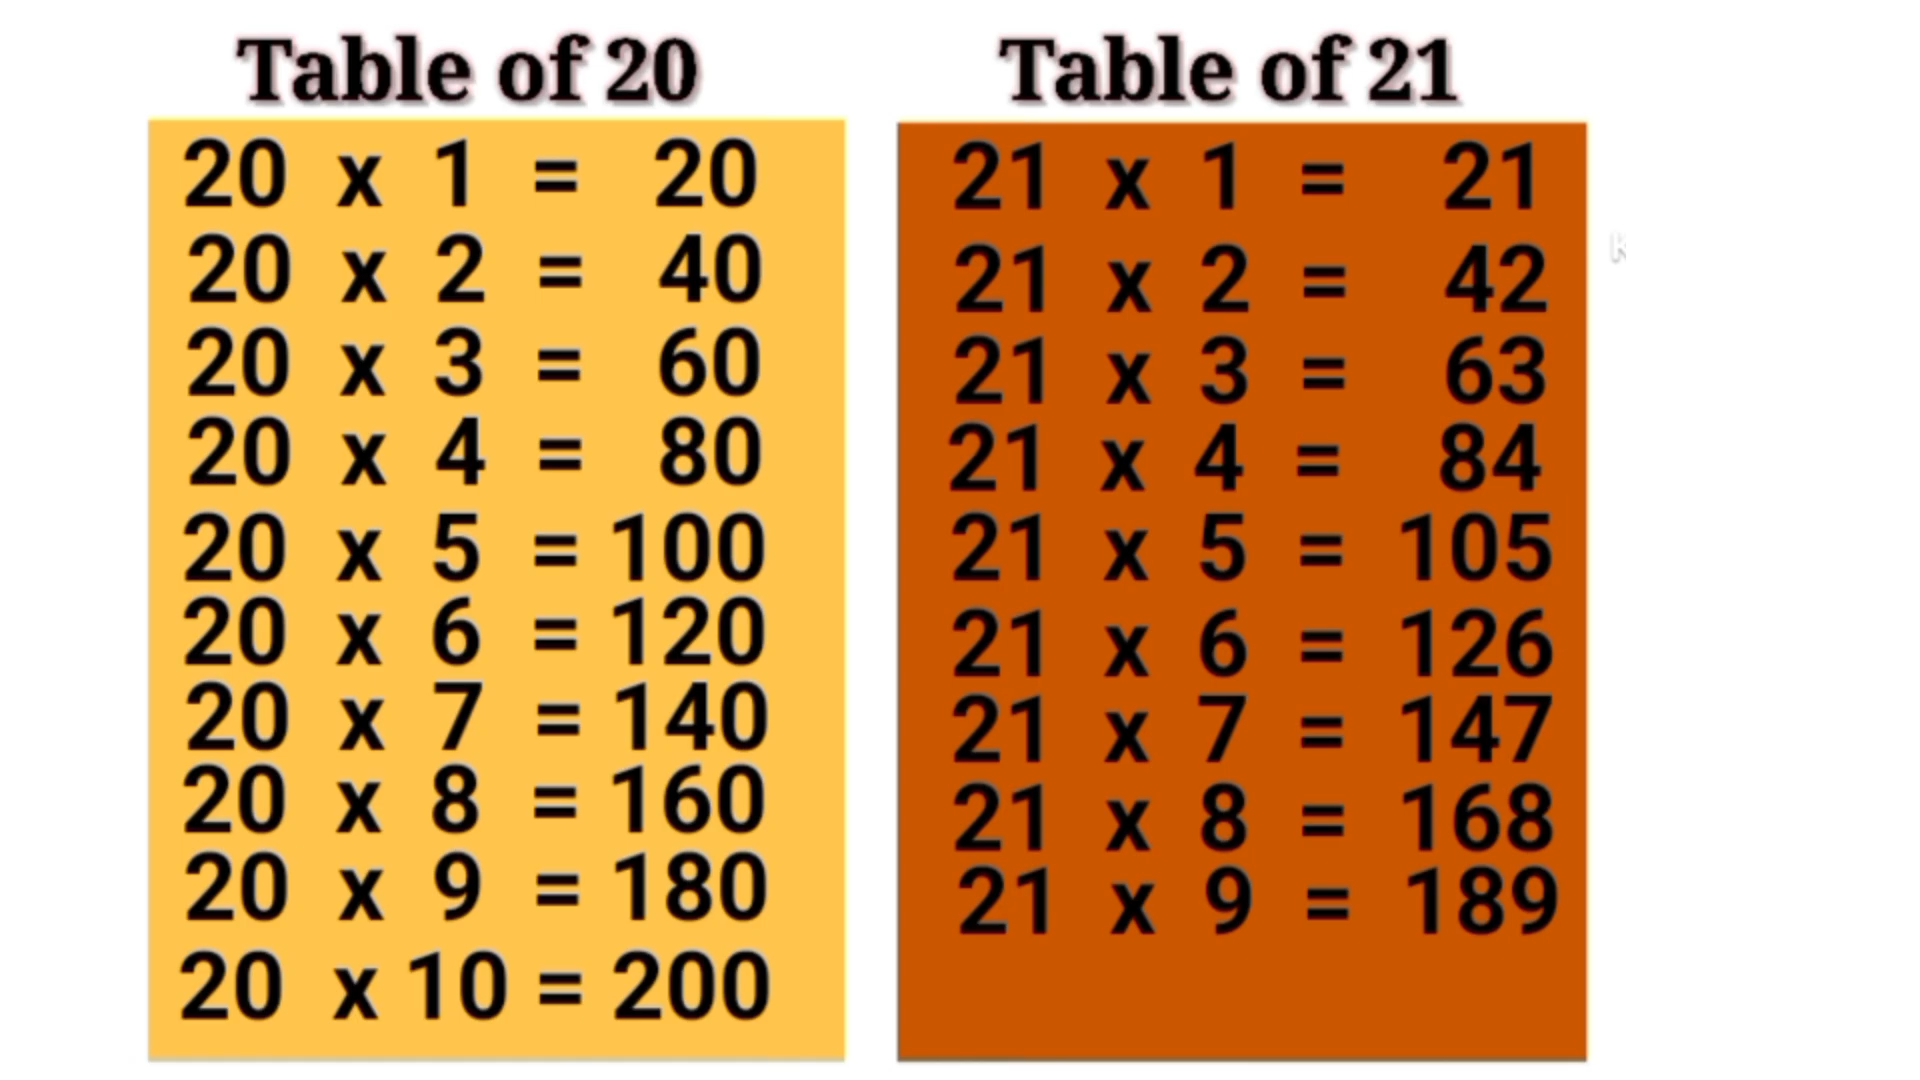 Table of 20
20 x 1 = 20
20 x 2 = 40
20 x 3 = 60
20 x 4 = 80
20 x 5 = 100
20 x 6 = 120
20 x 7 = 140
20 x 8 = 160
20 x 9 = 180
20 x 10 = 200
Table of 21
21 x 1 = 21
21 x 2 = 42
21 x 3 = 63
21 x 4 = 84
21 x 5 = 105
21 x 6 = 126
21 x 7 = 147
21 x 8 = 168
21 x 9 = 189